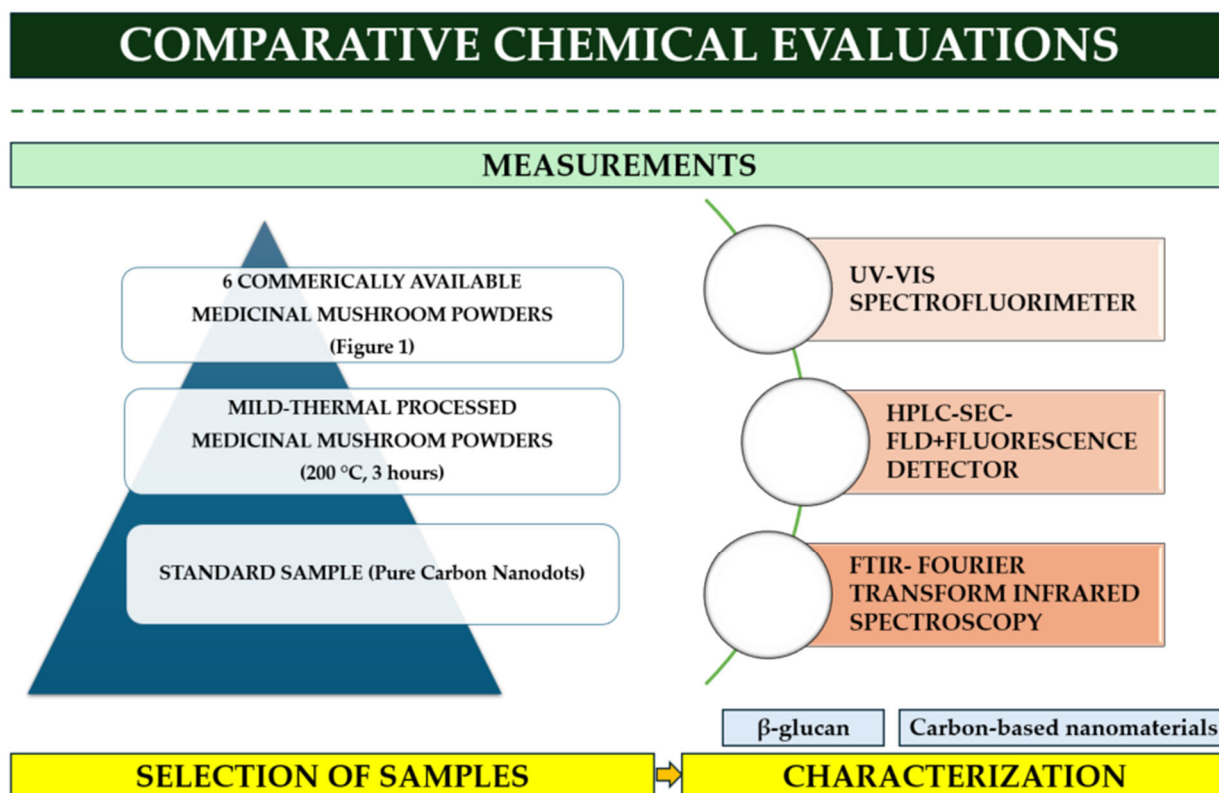 COMPARATIVE CHEMICAL EVALUATIONS
MEASUREMENTS
6 COMMERICALLY AVAILABLE
MEDICINAL MUSHROOM POWDERS
(Figure 1)
MILD-THERMAL PROCESSED
MEDICINAL MUSHROOM POWDERS
(200 °C, 3 hours)
STANDARD SAMPLE (Pure Carbon Nanodots)
UV-VIS
SPECTROFLUORIMETER
HPLC-SEC-
FLD+FLUORESCENCE
DETECTOR
FTIR- FOURIER
TRANSFORM INFRARED
SPECTROSCOPY
β-glucan
Carbon-based nanomaterials
SELECTION OF SAMPLES
CHARACTERIZATION